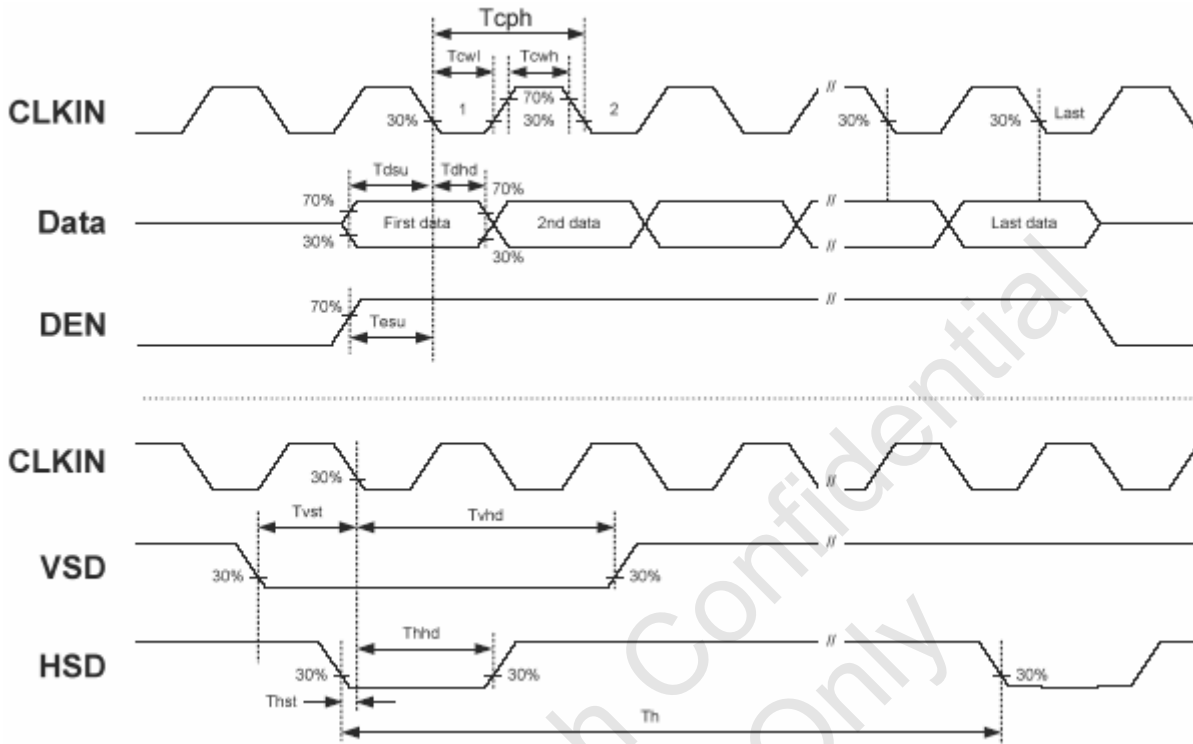 Tcph
Tcwl Tcwh
CLKIN 30% 1 70% 30% 2 // 30% 30% Last
Tdsu Tdhd
70% 70%
Data First data 2nd data // Last data
30% 30%
//
70%
DEN Tesu //
CLKIN 30% //
Tvst Tvhd
VSD 30% 30% //
Thhd
HSD 30% 30% // 30%
Thst
Th
h Confidential
Only